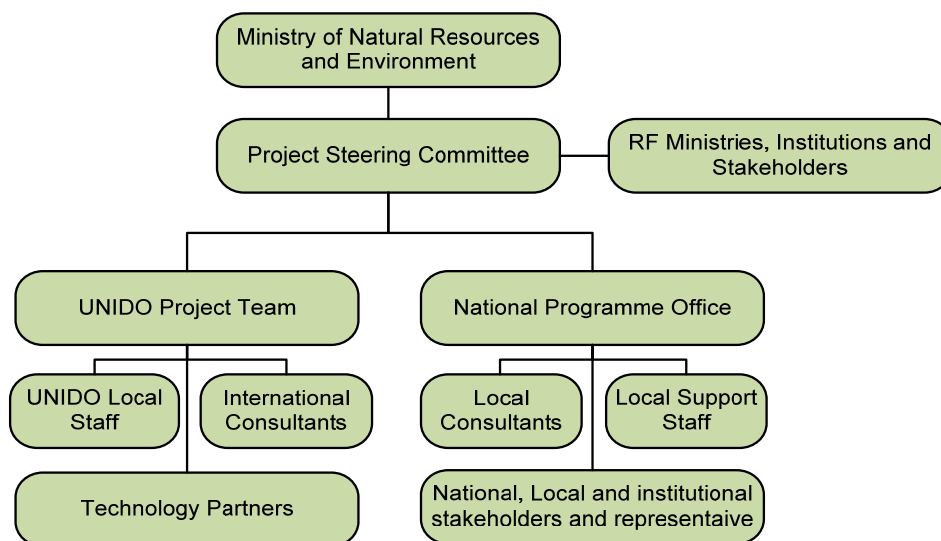 Ministry of Natural Resources
and Environment
Project Steering Committee
RF Ministries, Institutions and
Stakeholders
UNIDO Project Team
National Programme Office
UNIDO Local
Staff
International
Consultants
Local
Consultants
Local Support
Staff
Technology Partners
National, Local and institutional
stakeholders and representaive